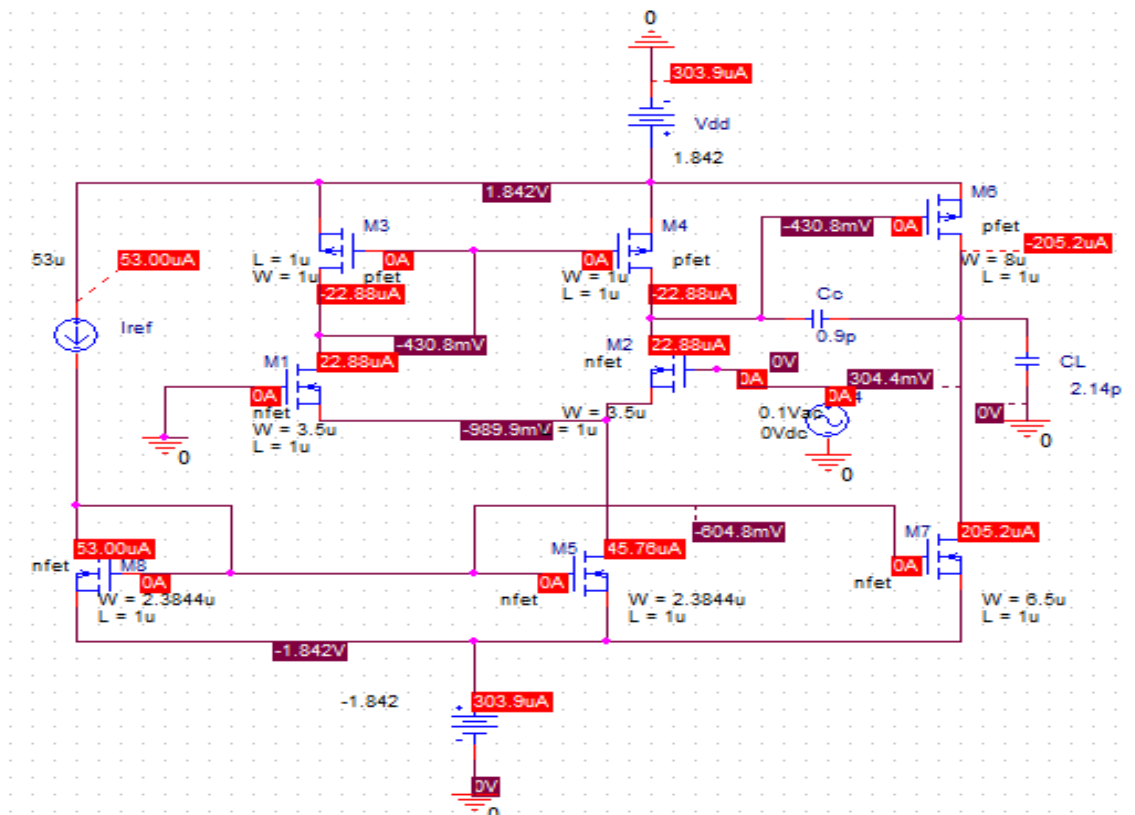 0
303.9uA
Vdd
1.842
1.842V
M6
M3
M4
-430.8mV
0A
pfet
-205.2uA
53u
53.00uA
L = 1u
W = 1u
0A
pfet
0A
W = 1u
L = 1u
pfet
W = 8u
L = 1u
-22.88uA
-22.88uA
Cc
0.9p
Iref
-430.8mV
M1
22.88uA
M2
22.88uA
nfet
0V
CL
2.14p
0A
nfet
W = 3.5u
L = 1u
0A
0A
304.4mV
0.1Vac
0Vdc
0V
W = 3.5u
= 1u
-989.9mV
0
0
0
-604.8mV
53.00uA
nfet
M8
0A
M5
45.76uA
0A
nfet
M7
205.2uA
0A
nfet
W = 2.3844u
L = 1u
W = 2.3844u
L = 1u
W = 6.5u
L = 1u
-1.842V
-1.842
303.9uA
0V
0